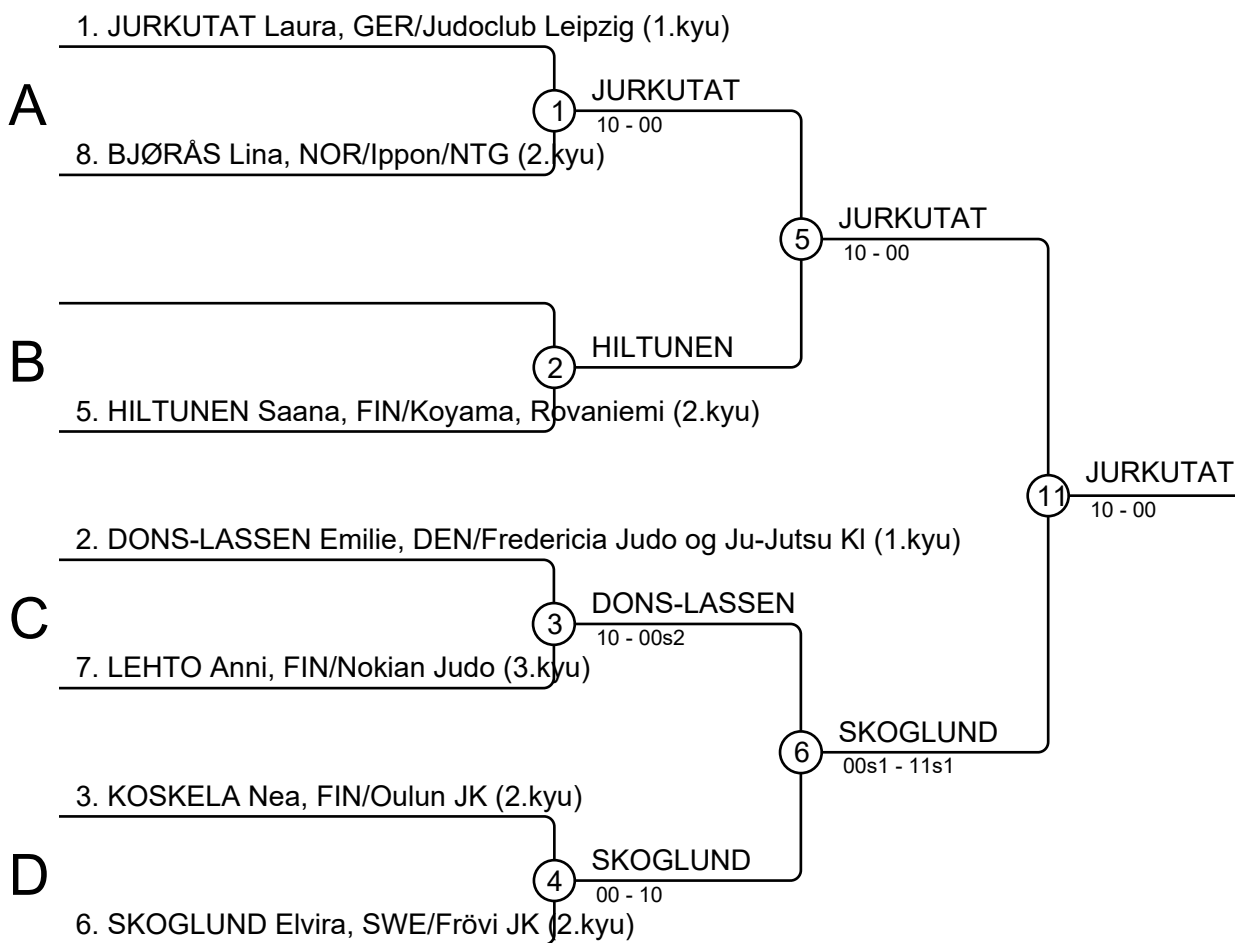 1. JURKUTAT Laura, GER/Judoclub Leipzig (1.kyu)
A
1
JURKUTAT
10 - 00
8. BJØRÅS Lina, NOR/Ippon/NTG (2.kyu)
5
JURKUTAT
10 - 00
B
2
HILTUNEN
5. HILTUNEN Saana, FIN/Koyama, Rovaniemi (2.kyu)
11
JURKUTAT
10 - 00
2. DONS-LASSEN Emilie, DEN/Fredericia Judo og Ju-Jutsu Kl (1.kyu)
C
3
DONS-LASSEN
10 - 00s2
7. LEHTO Anni, FIN/Nokian Judo (3.kyu)
6
SKOGLUND
00s1 - 11s1
3. KOSKELA Nea, FIN/Oulun JK (2.kyu)
D
4
SKOGLUND
00 - 10
6. SKOGLUND Elvira, SWE/Frövi JK (2.kyu)